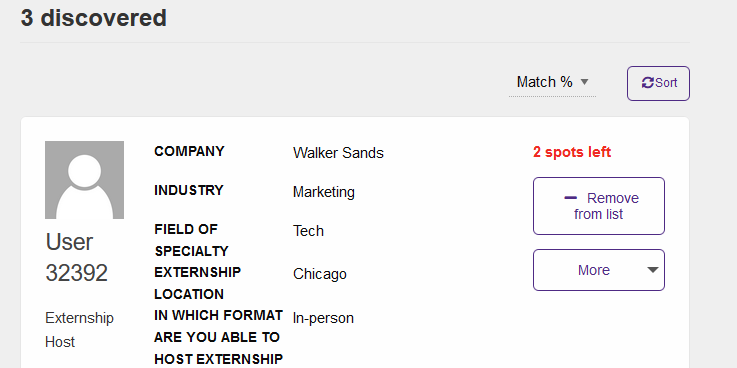 3 discovered
Match %
Sort
COMPANY
Walker Sands
2 spots left
INDUSTRY
Marketing
Remove
from list
FIELD OF
SPECIALTY
Tech
User
32392
EXTERNSHIP
LOCATION
Chicago
More
Externship
Host
IN WHICH FORMAT
ARE YOU ABLE TO
HOST EXTERNSHIP
In-person